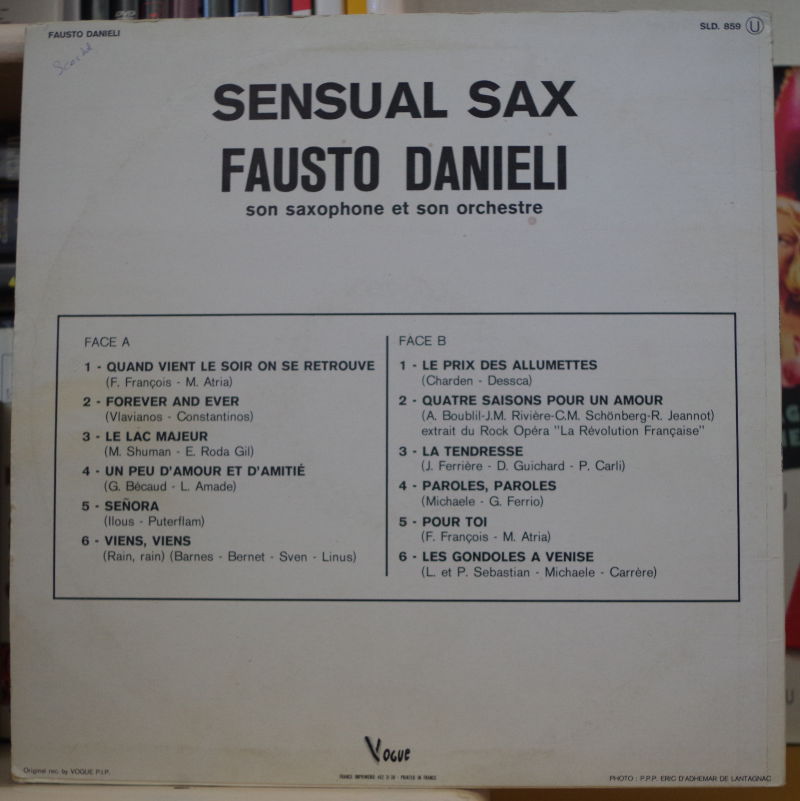 FAUSTO DANIELI
SLD. 859 U
SENSUAL SAX
FAUSTO DANIELI
son saxophone et son orchestre
FACE A
1 - QUAND VIENT LE SOIR ON SE RETROUVE
(F. François - M. Atria)
2 - FOREVER AND EVER
(Vlavianos - Constantinos)
3 - LE LAC MAJEUR
(M. Shuman - E. Roda Gil)
4 - UN PEU D'AMOUR ET D'AMITIÉ
(G. Bécaud - L. Amade)
5 - SEÑORA
(Ilous - Puterflam)
6 - VIENS, VIENS
(Rain, rain) (Barnes - Bernet - Sven - Linus)
FACE B
1 - LE PRIX DES ALLUMETTES
(Charden - Dessca)
2 - QUATRE SAISONS POUR UN AMOUR
(A. Boublil-J.M. Rivière-C.M. Schönberg-R. Jeannot)
extrait du Rock Opéra "La Révolution Française"
3 - LA TENDRESSE
(J. Ferrière - D. Guichard - P. Carli)
4 - PAROLES, PAROLES
(Michaele - G. Ferrio)
5 - POUR TOI
(F. François - M. Atria)
6 - LES GONDOLES A VENISE
(L. et P. Sebastian - Michaele - Carrère)
VOGUE
Original rec. by VOGUE P.I.P.
PRINTED IN FRANCE
PHOTO : P.P.P. ERIC D'ADHEMAR DE LANTAGNAC